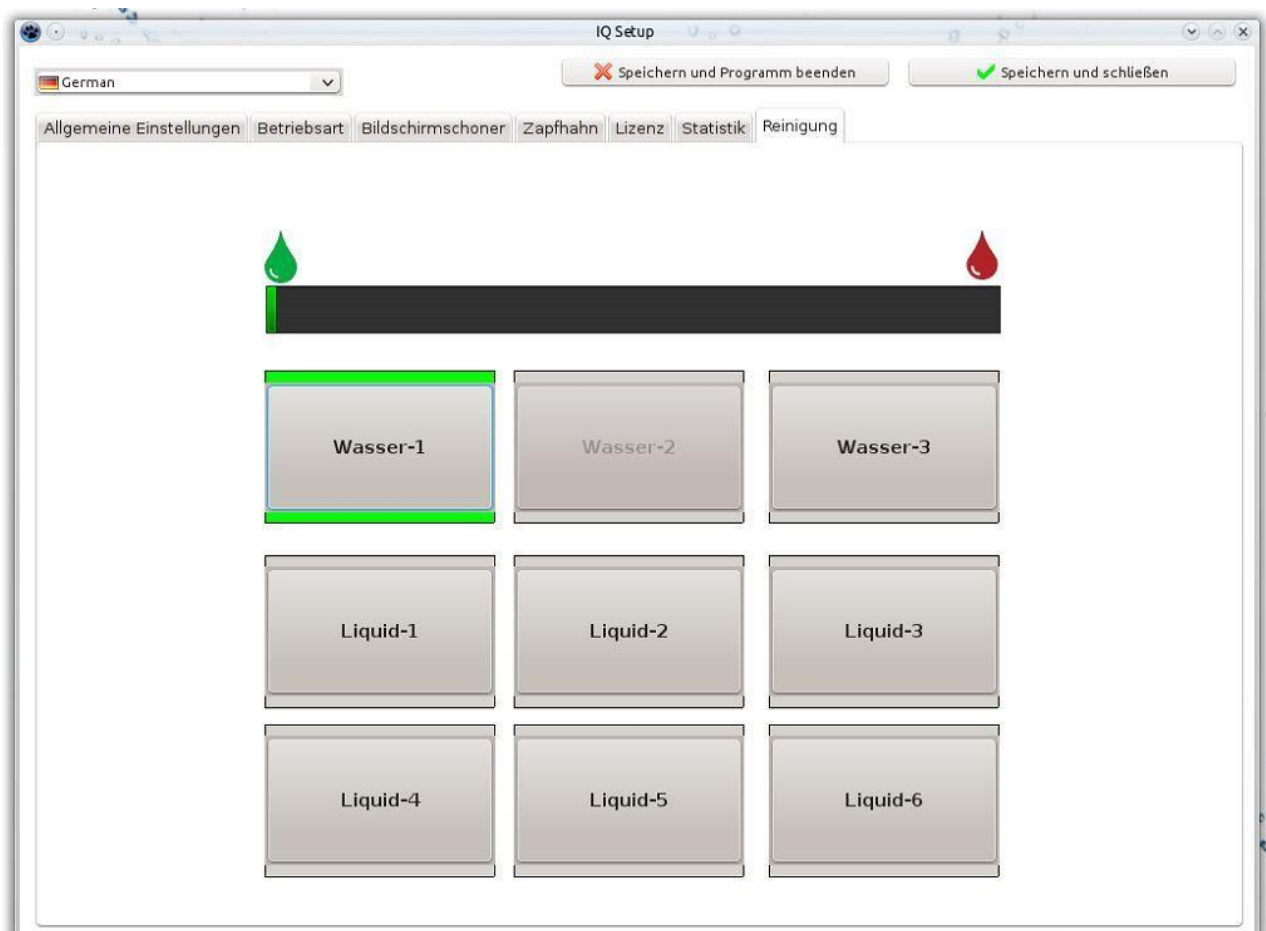 IQ Setup
German
Speichern und Programm beenden
Speichern und schließen
Allgemeine Einstellungen Betriebsart Bildschirmschoner Zapfhahn Lizenz Statistik Reinigung
Wasser-1 Wasser-2 Wasser-3
Liquid-1 Liquid-2 Liquid-3
Liquid-4 Liquid-5 Liquid-6